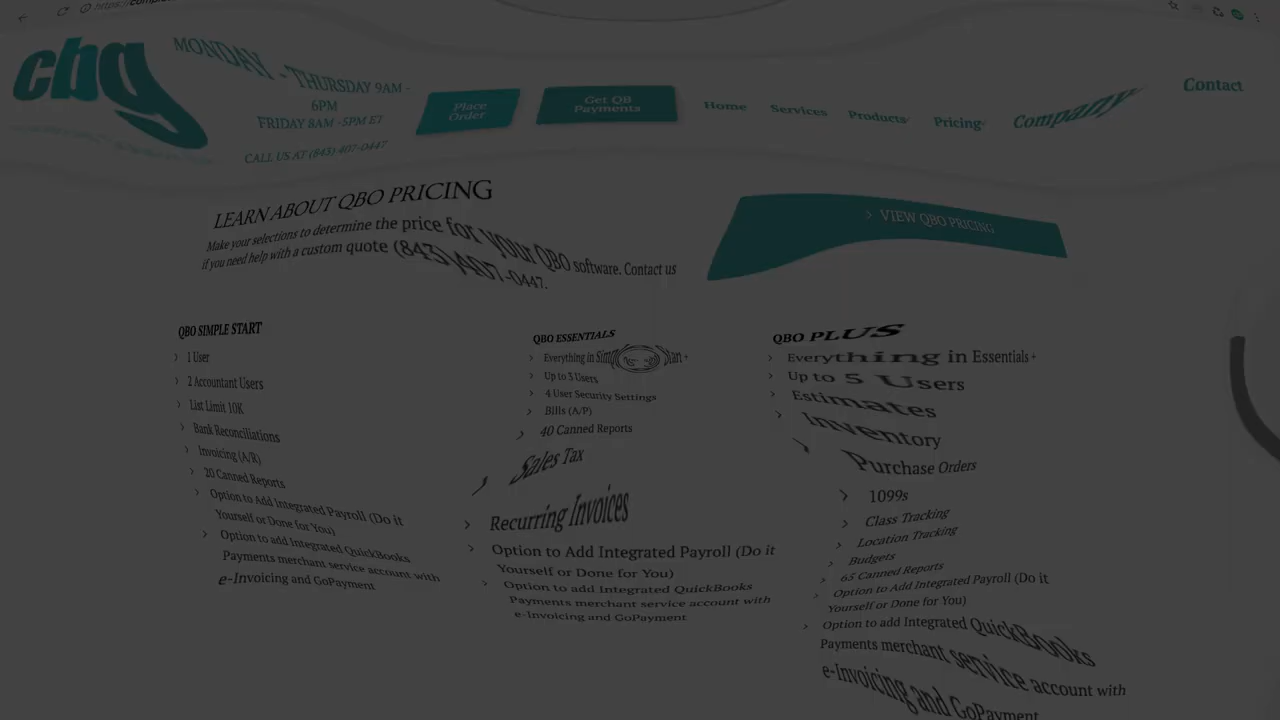 https://comple
cbg
MONDAY - THURSDAY 9AM -
6PM
FRIDAY 8AM -5PM ET
CALL US AT (843) 407-0447
Place
Order
Get QB
Payments
Home
Services
Products
Pricing
Company
Contact
LEARN ABOUT QBO PRICING
Make your selections to determine the price for your QBO software. Contact us
if you need help with a custom quote (843)407-0447.
> VIEW QBO PRICING
QBO SIMPLE START
> 1 User
> 2 Accountant Users
> List Limit 10K
> Bank Reconciliations
> Invoicing (A/R)
> 20 Canned Reports
> Option to Add Integrated Payroll (Do it
Yourself or Done for You)
> Option to add Integrated QuickBooks
Payments merchant service account with
e-Invoicing and GoPayment
QBO ESSENTIALS
> Everything in +
> Up to 3 Users
> 4 User Security Settings
> Bills (A/P)
> 40 Canned Reports
> Sales Tax
> Recurring Invoices
> Option to Add Integrated Payroll (Do it
Yourself or Done for You)
> Option to add Integrated QuickBooks
Payments merchant service account with
e-Invoicing and GoPayment
QBO PLUS
> Everything in Essentials +
> Up to 5 Users
> Estimates
> Inventory
> Purchase Orders
> 1099s
> Class Tracking
> Location Tracking
> Budgets
> 65 Canned Reports
> Option to Add Integrated Payroll (Do it
Yourself or Done for You)
> Option to add Integrated QuickBooks
Payments merchant service account with
e-Invoicing and GoPayment